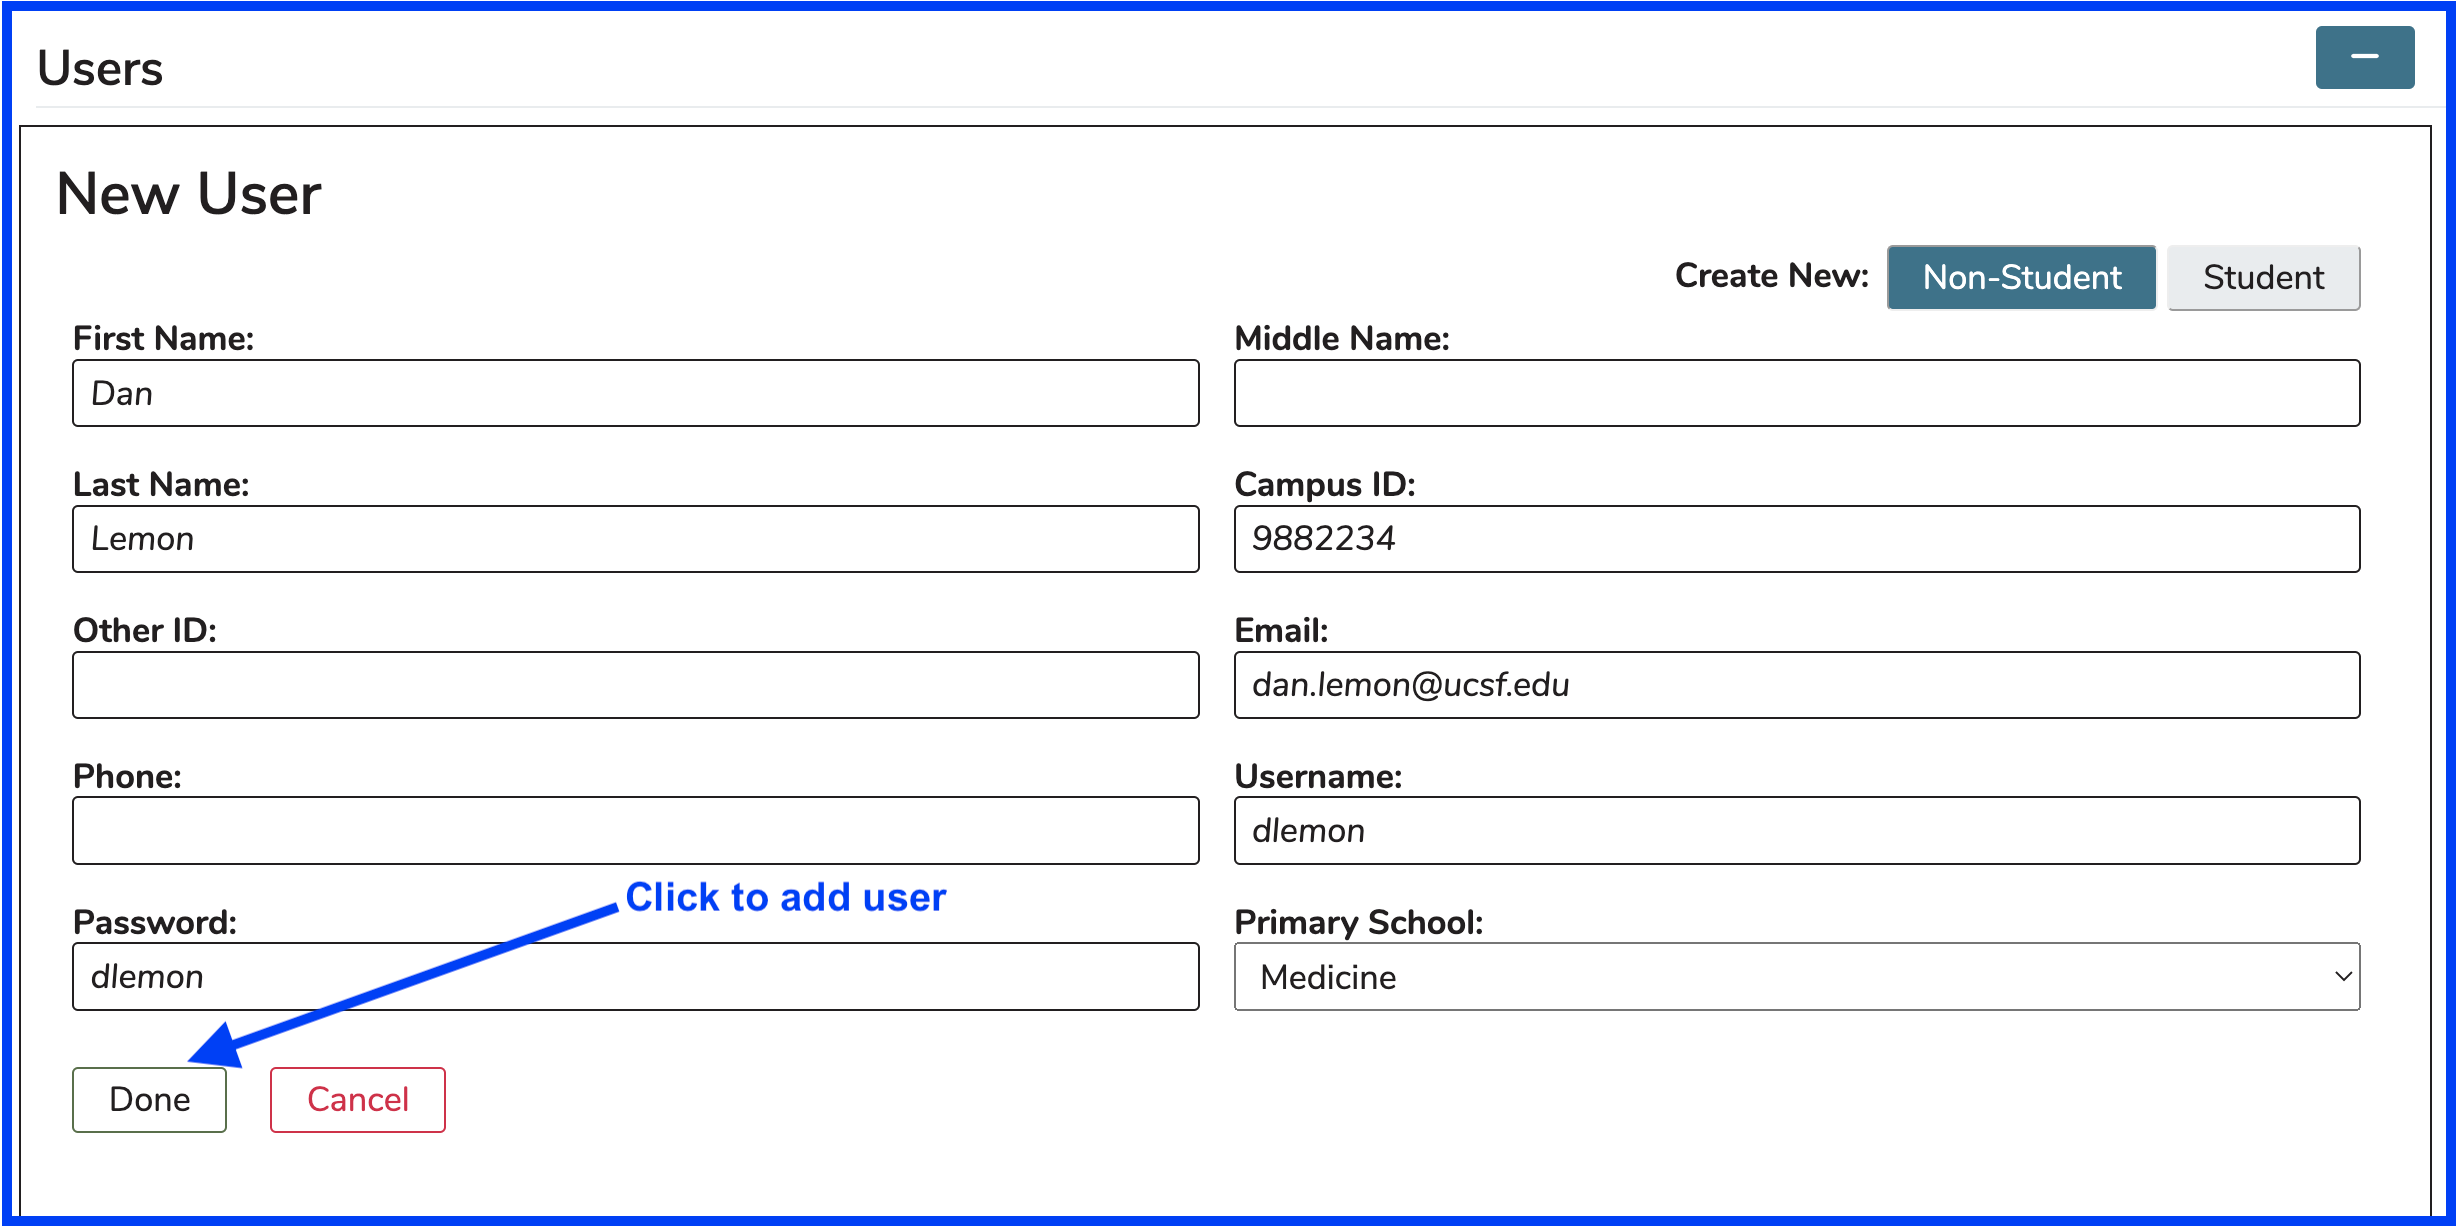 Users
New User
Create New: Non-Student Student
First Name: Middle Name:
Dan
Last Name: Campus ID:
Lemon 9882234
Other ID: Email:
dan.lemon@ucsf.edu
Phone: Username:
dlemon
Click to add user
Password: Primary School:
dlemon Medicine
Done Cancel